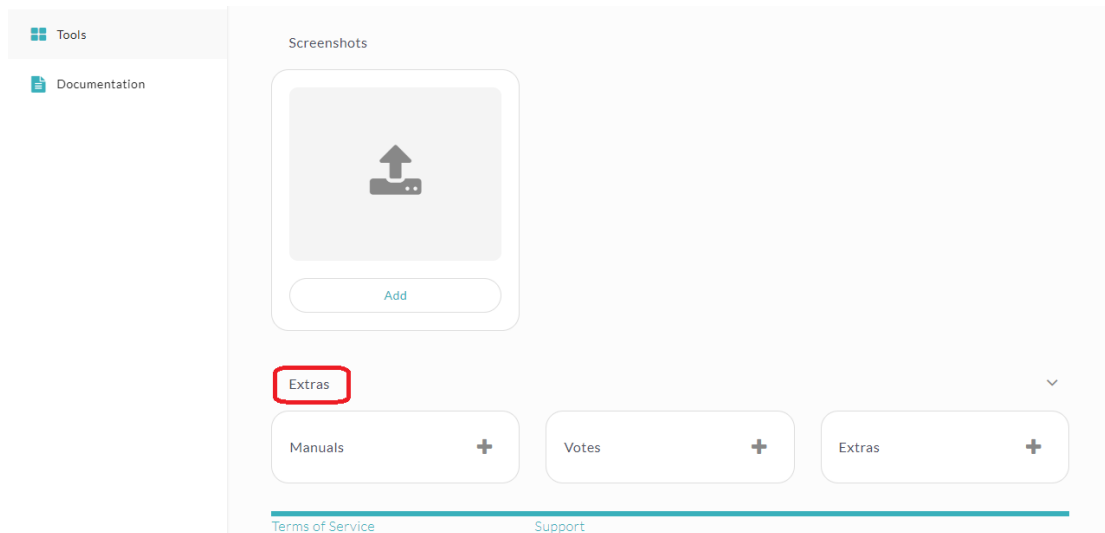 Tools
Documentation
Screenshots
Add
Extras
Manuals
Votes
Extras
Terms of Service
Support